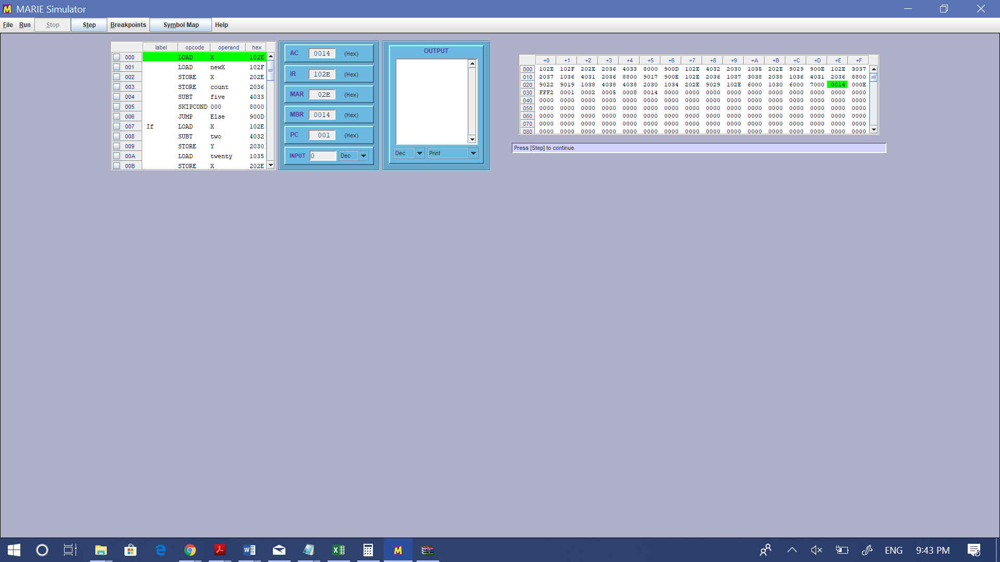 MARIE Simulator
File Run Stop Step Breakpoints Symbol Map Help
label opcode operand hex
000 LOAD X 102E
001 LOAD newX 102F
002 STORE X 202E
003 STORE count 2036
004 SUBT five 4033
005 SKIPCOND 000 8000
006 JUMP Else 900D
007 If LOAD X 102E
008 SUBT two 4032
009 STORE Y 2030
00A LOAD twenty 1035
00B STORE X 202E
AC 0014 (Hex)
IR 102E (Hex)
MAR 02E (Hex)
MBR 0014 (Hex)
PC 001 (Hex)
INPUT 0 Dec
OUTPUT
Dec Print
+0 +1 +2 +3 +4 +5 +6 +7 +8 +9 +A +B +C +D +E +F
000 102E 102F 202E 2036 4033 8000 900D 102E 4032 2030 1035 202E 9029 900E 102E 3037
010 2037 1036 4031 2036 8800 9017 900E 102E 2036 1037 3038 2038 1036 4031 2036 8800
020 9022 9019 1038 4038 4038 2030 1034 202E 9029 102E 6000 1030 6000 7000 0014 000E
030 FFF2 0001 0002 0005 0008 0014 0000 0000 0000 0000 0000 0000 0000 0000 0000 0000
040 0000 0000 0000 0000 0000 0000 0000 0000 0000 0000 0000 0000 0000 0000 0000 0000
050 0000 0000 0000 0000 0000 0000 0000 0000 0000 0000 0000 0000 0000 0000 0000 0000
060 0000 0000 0000 0000 0000 0000 0000 0000 0000 0000 0000 0000 0000 0000 0000 0000
070 0000 0000 0000 0000 0000 0000 0000 0000 0000 0000 0000 0000 0000 0000 0000 0000
080 0000 0000 0000 0000 0000 0000 0000 0000 0000 0000 0000 0000 0000 0000 0000 0000
Press [Step] to continue.
ENG 9:43 PM